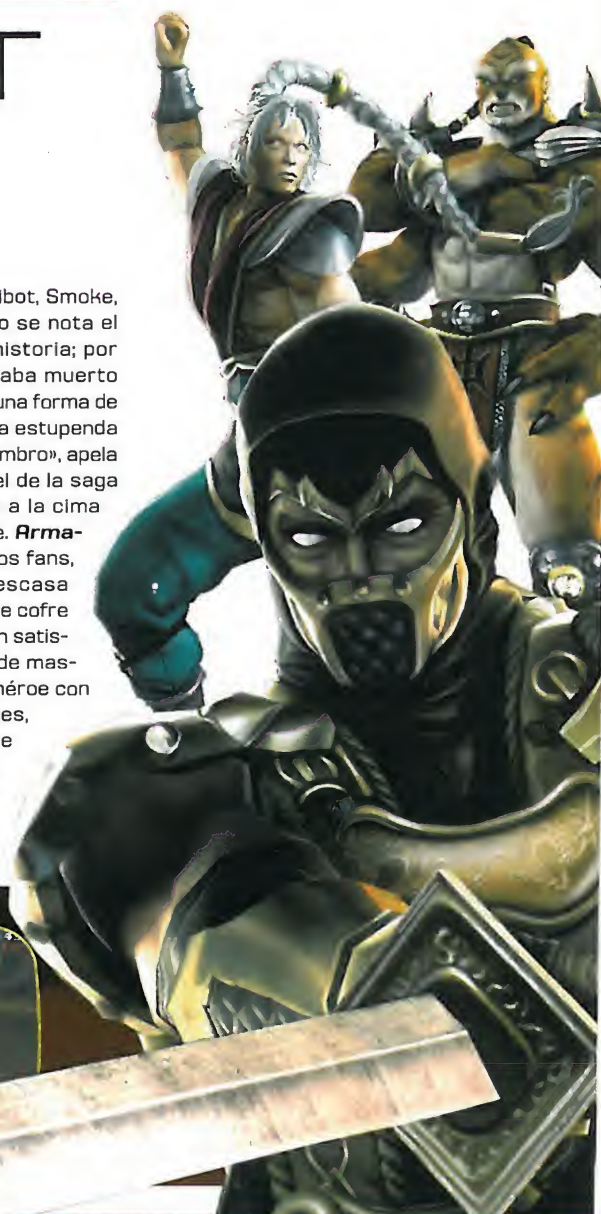 T
ibot, Smoke,
o se nota el
historia; por
aba muerto
una forma de
a estupenda
mbro», apela
el de la saga
a la cima
e. Arma-
os fans,
escasa
e cofre
n satis-
de mas-
héroe con
es,
e